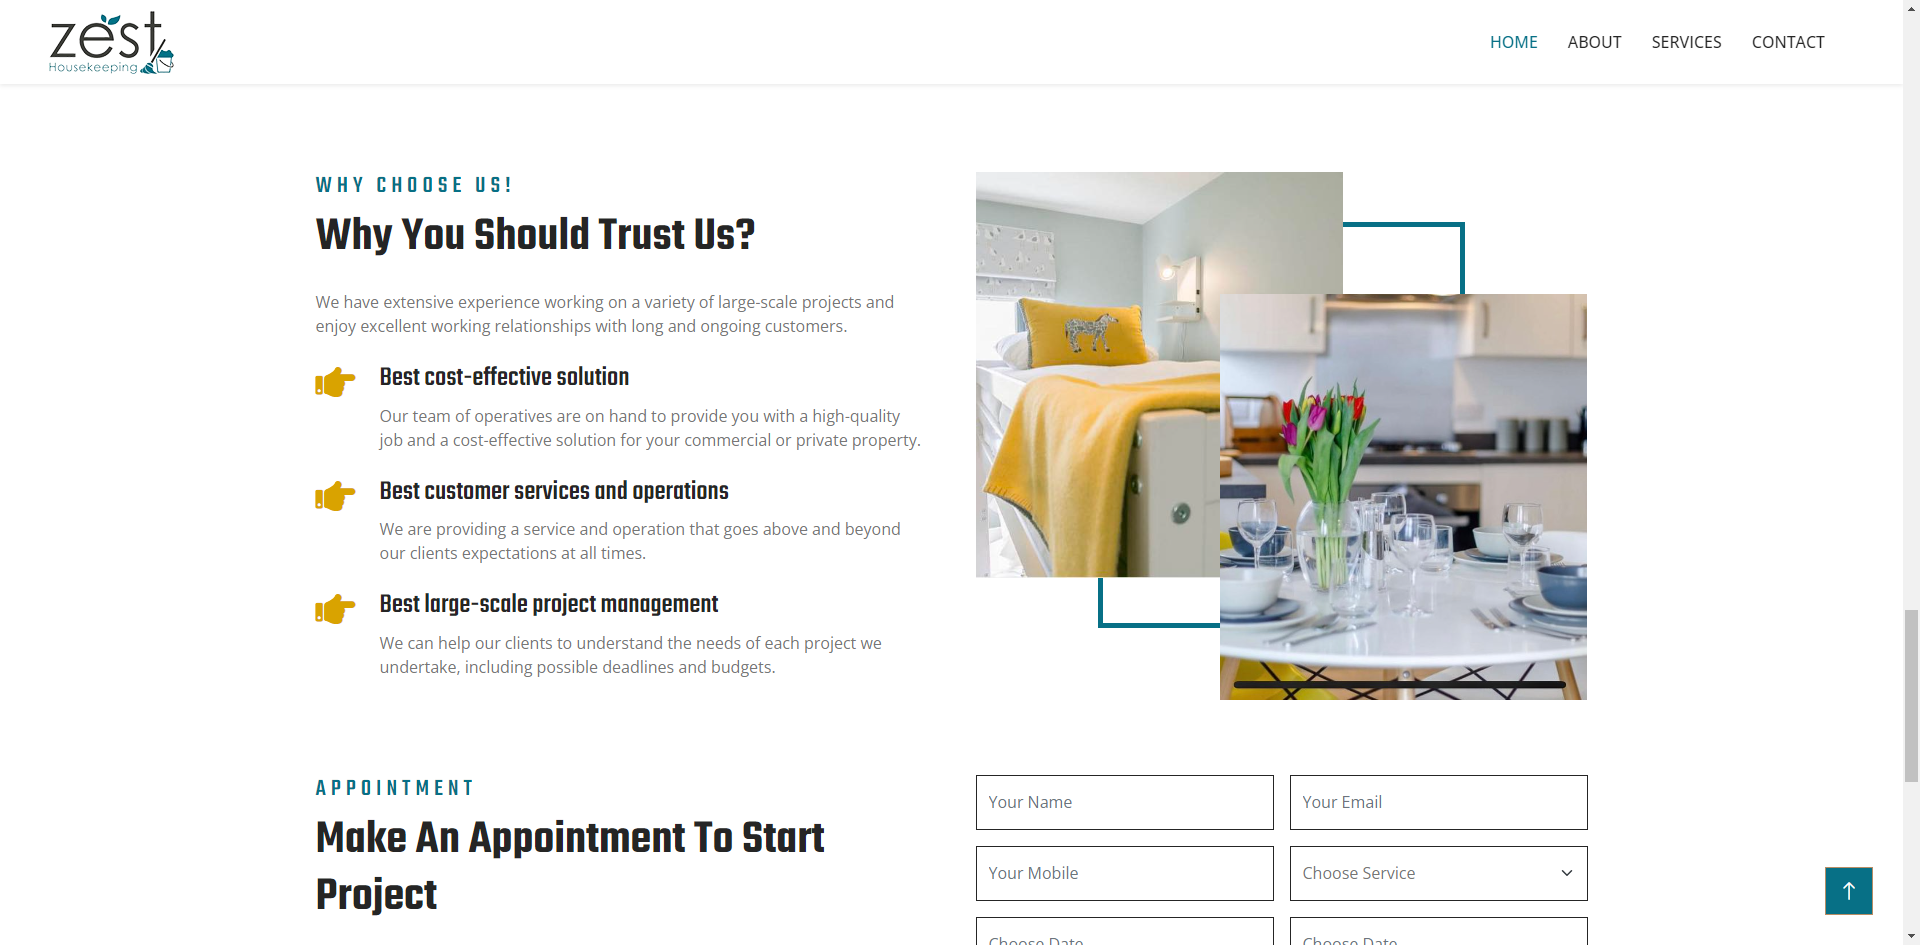 zest
Housekeeping
HOME
ABOUT
SERVICES
CONTACT
WHY CHOOSE US!
Why You Should Trust Us?
We have extensive experience working on a variety of large-scale projects and
enjoy excellent working relationships with long and ongoing customers.
Best cost-effective solution
Our team of operatives are on hand to provide you with a high-quality
job and a cost-effective solution for your commercial or private property.
Best customer services and operations
We are providing a service and operation that goes above and beyond
our clients expectations at all times.
Best large-scale project management
We can help our clients to understand the needs of each project we
undertake, including possible deadlines and budgets.
APPOINTMENT
Make An Appointment To Start
Project
Your Name
Your Email
Your Mobile
Choose Service
Choose Date
Choose Date